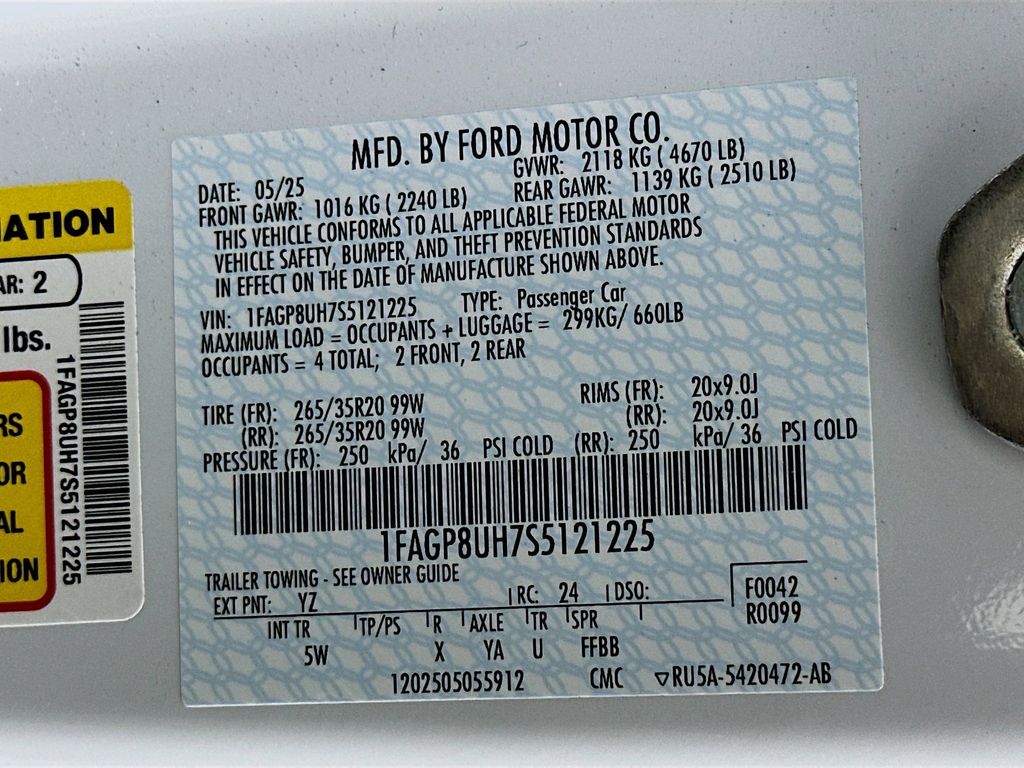 MFD. BY FORD MOTOR CO.
DATE: 05/25 GVWR: 2118 KG ( 4670 LB)
FRONT GAWR: 1016 KG ( 2240 LB) REAR GAWR: 1139 KG ( 2510 LB)
THIS VEHICLE CONFORMS TO ALL APPLICABLE FEDERAL MOTOR
VEHICLE SAFETY, BUMPER, AND THEFT PREVENTION STANDARDS
IN EFFECT ON THE DATE OF MANUFACTURE SHOWN ABOVE.
VIN: 1FAGP8UH7S5121225 TYPE: Passenger Car
MAXIMUM LOAD = OCCUPANTS + LUGGAGE = 299KG/ 660LB
OCCUPANTS = 4 TOTAL; 2 FRONT, 2 REAR
TIRE (FR): 265/35R20 99W RIMS (FR): 20x9.0J
(RR): 265/35R20 99W (RR): 20x9.0J
PRESSURE (FR): 250 kPa/ 36 PSI COLD (RR): 250 kPa/ 36 PSI COLD
1FAGP8UH7S5121225
TRAILER TOWING - SEE OWNER GUIDE
EXT PNT: YZ RC: 24 DSO: F0042
R0099
INT TR TP/PS R AXLE TR SPR
5W X YA U FFBB
1202505055912 CMC ▽RU5A-5420472-AB
ATION
AR: 2
lbs.
RS
OR
AL
ION
1FAGP8UH7S5121225